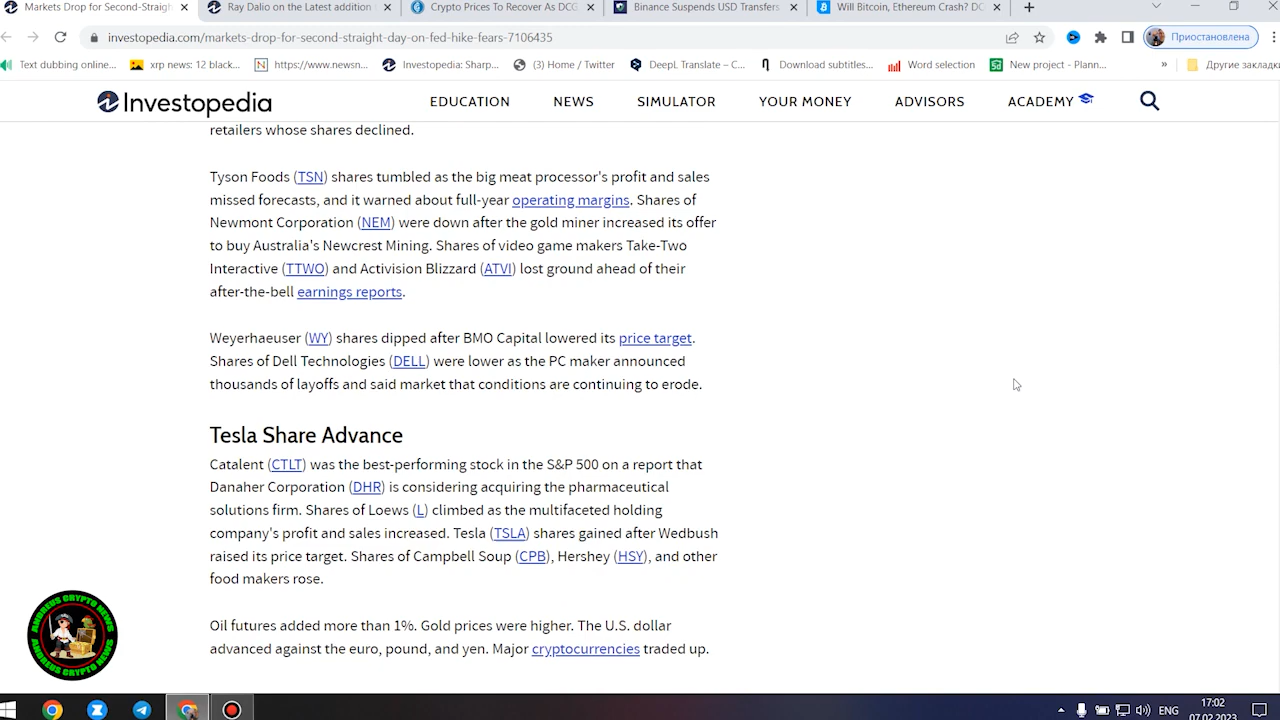 Markets Drop for Second-Straigh
Ray Dalio on the Latest addition
Crypto Prices To Recover As DCG
Binance Suspends USD Transfers
Will Bitcoin, Ethereum Crash? DC
investopedia.com/markets-drop-for-second-straight-day-on-fed-hike-fears-7106435
Приостановлена
Text dubbing online...
xrp news: 12 black...
https://www.newsn...
Investopedia: Sharp...
(3) Home / Twitter
DeepL Translate – C...
Download subtitles...
Word selection
New project - Plann...
»
Другие закладки
Investopedia
EDUCATION
NEWS
SIMULATOR
YOUR MONEY
ADVISORS
ACADEMY
retailers whose shares declined.
Tyson Foods (TSN) shares tumbled as the big meat processor's profit and sales
missed forecasts, and it warned about full-year operating margins. Shares of
Newmont Corporation (NEM) were down after the gold miner increased its offer
to buy Australia's Newcrest Mining. Shares of video game makers Take-Two
Interactive (TTWO) and Activision Blizzard (ATVI) lost ground ahead of their
after-the-bell earnings reports.
Weyerhaeuser (WY) shares dipped after BMO Capital lowered its price target.
Shares of Dell Technologies (DELL) were lower as the PC maker announced
thousands of layoffs and said market that conditions are continuing to erode.
Tesla Share Advance
Catalent (CTLT) was the best-performing stock in the S&P 500 on a report that
Danaher Corporation (DHR) is considering acquiring the pharmaceutical
solutions firm. Shares of Loews (L) climbed as the multifaceted holding
company's profit and sales increased. Tesla (TSLA) shares gained after Wedbush
raised its price target. Shares of Campbell Soup (CPB), Hershey (HSY), and other
food makers rose.
Oil futures added more than 1%. Gold prices were higher. The U.S. dollar
advanced against the euro, pound, and yen. Major cryptocurrencies traded up.
ANDREUS CRYPTO NEWS
ANDREUS CRYPTO NEWS
ENG
17:02
07.02.2023